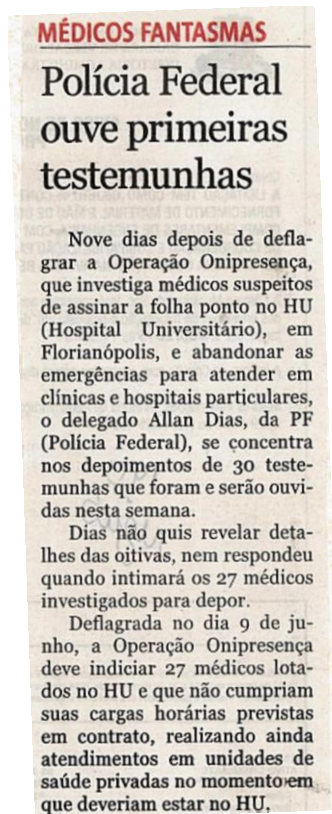 MÉDICOS FANTASMAS
Polícia Federal
ouve primeiras
testemunhas
Nove dias depois de defla-
grar a Operação Onipresença,
que investiga médicos suspeitos
de assinar a folha ponto no HU
(Hospital Universitário), em
Florianópolis, e abandonar as
emergências para atender em
clínicas e hospitais particulares,
o delegado Allan Dias, da PF
(Polícia Federal), se concentra
nos depoimentos de 30 teste-
munhas que foram e serão ouvi-
das nesta semana.
Dias não quis revelar deta-
lhes das oitivas, nem respondeu
quando intimará os 27 médicos
investigados para depor.
Deflagrada no dia 9 de ju-
nho, a Operação Onipresença
deve indiciar 27 médicos lota-
dos no HU e que não cumpriam
suas cargas horárias previstas
em contrato, realizando ainda
atendimentos em unidades de
saúde privadas no momento em
que deveriam estar no HU.